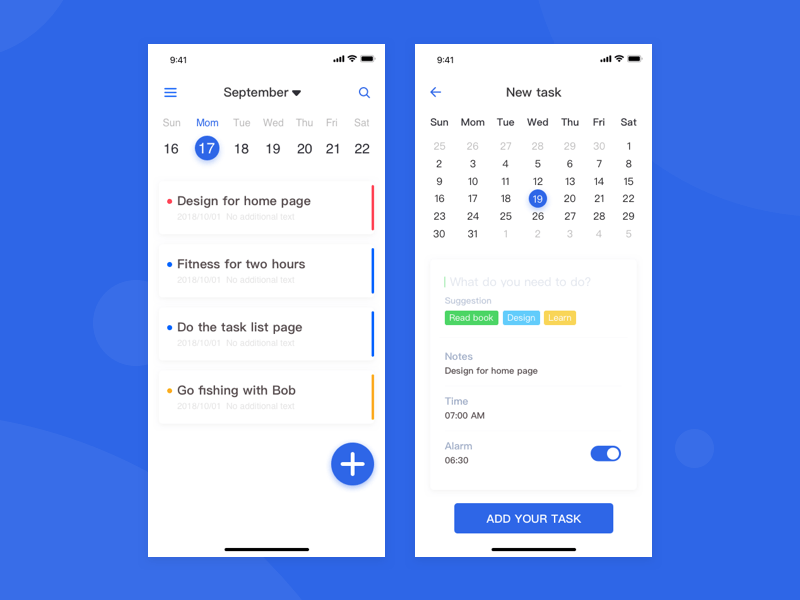 9:41
September
Sun Mom Tue Wed Thu Fri Sat
16 17 18 19 20 21 22
Design for home page
2018/10/01 No additional text
Fitness for two hours
2018/10/01 No additional text
Do the task list page
2018/10/01 No additional text
Go fishing with Bob
2018/10/01 No additional text
9:41
New task
Sun Mom Tue Wed Thu Fri Sat
25 26 27 28 29 30 1
2 3 4 5 6 7 8
9 10 11 12 13 14 15
16 17 18 19 20 21 22
23 24 25 26 27 28 29
30 31 1 2 3 4 5
What do you need to do?
Suggestion
Read book Design Learn
Notes
Design for home page
Time
07:00 AM
Alarm
06:30
ADD YOUR TASK